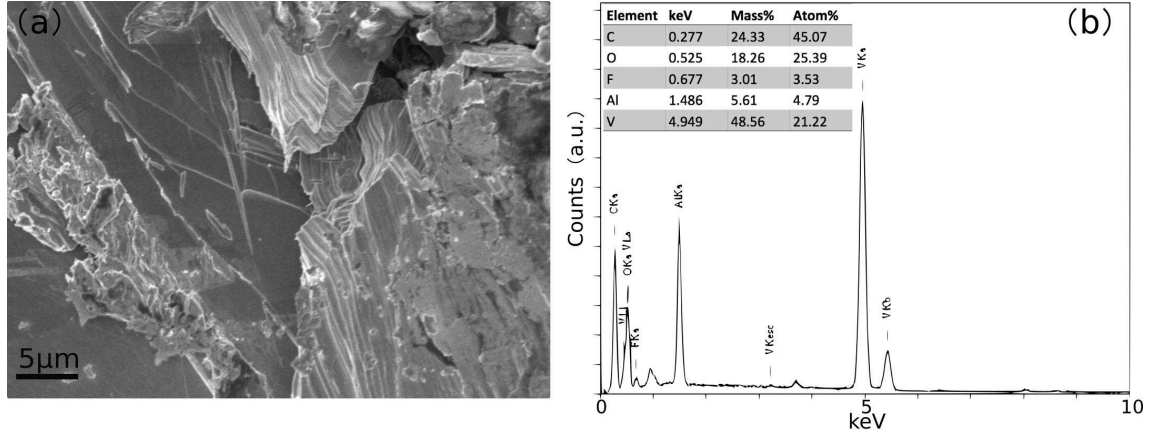 (a)
5μm
(b)
Element keV Mass% Atom%
C 0.277 24.33 45.07
O 0.525 18.26 25.39
F 0.677 3.01 3.53
Al 1.486 5.61 4.79
V 4.949 48.56 21.22
Counts (a.u.)
CKa
VLl
OKa VLa
FKa
AlKa
VKesc
VKa
VKb
0 5 10
keV